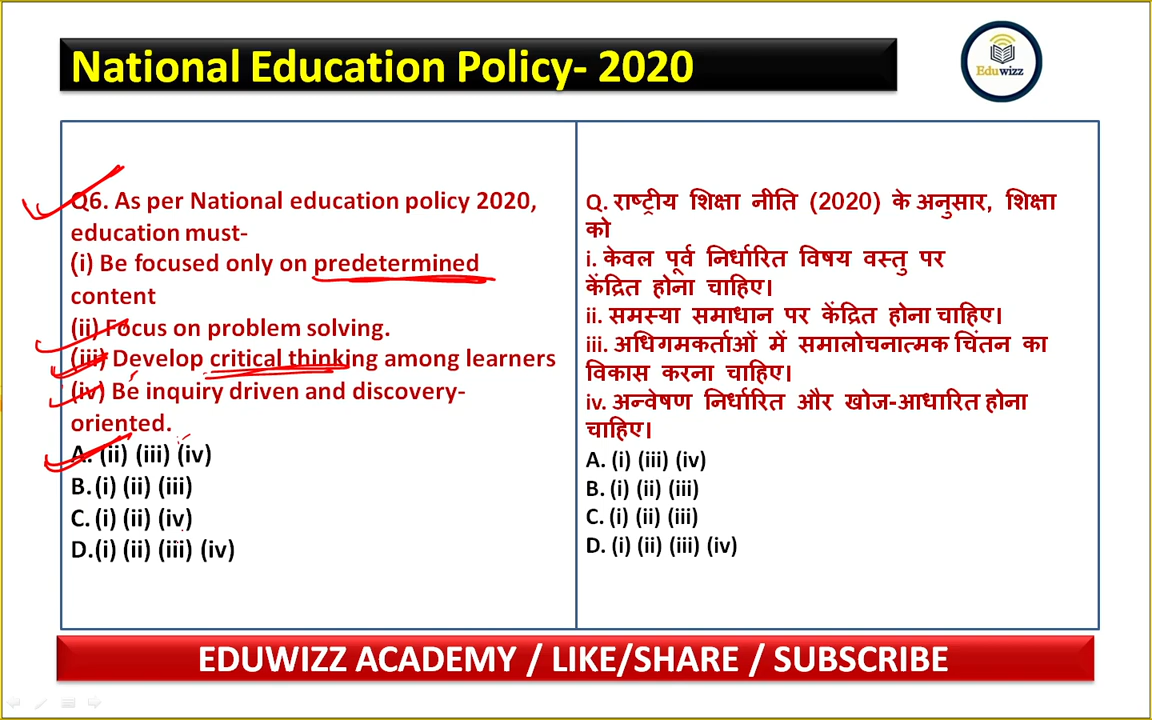 National Education Policy- 2020
Eduwizz
Q6. As per National education policy 2020,
education must-
(i) Be focused only on predetermined
content
(ii) Focus on problem solving.
(iii) Develop critical thinking among learners
(iv) Be inquiry driven and discovery-
oriented.
A. (ii) (iii) (iv)
B. (i) (ii) (iii)
C. (i) (ii) (iv)
D.(i) (ii) (iii) (iv)
Q. राष्ट्रीय शिक्षा नीति (2020) के अनुसार, शिक्षा
को
i. केवल पूर्व निर्धारित विषय वस्तु पर
केंद्रित होना चाहिए।
ii. समस्या समाधान पर केंद्रित होना चाहिए।
iii. अधिगमकर्ताओं में समालोचनात्मक चिंतन का
विकास करना चाहिए।
iv. अन्वेषण निर्धारित और खोज-आधारित होना
चाहिए।
A. (i) (iii) (iv)
B. (i) (ii) (iii)
C. (i) (ii) (iii)
D. (i) (ii) (iii) (iv)
EDUWIZZ ACADEMY / LIKE/SHARE / SUBSCRIBE